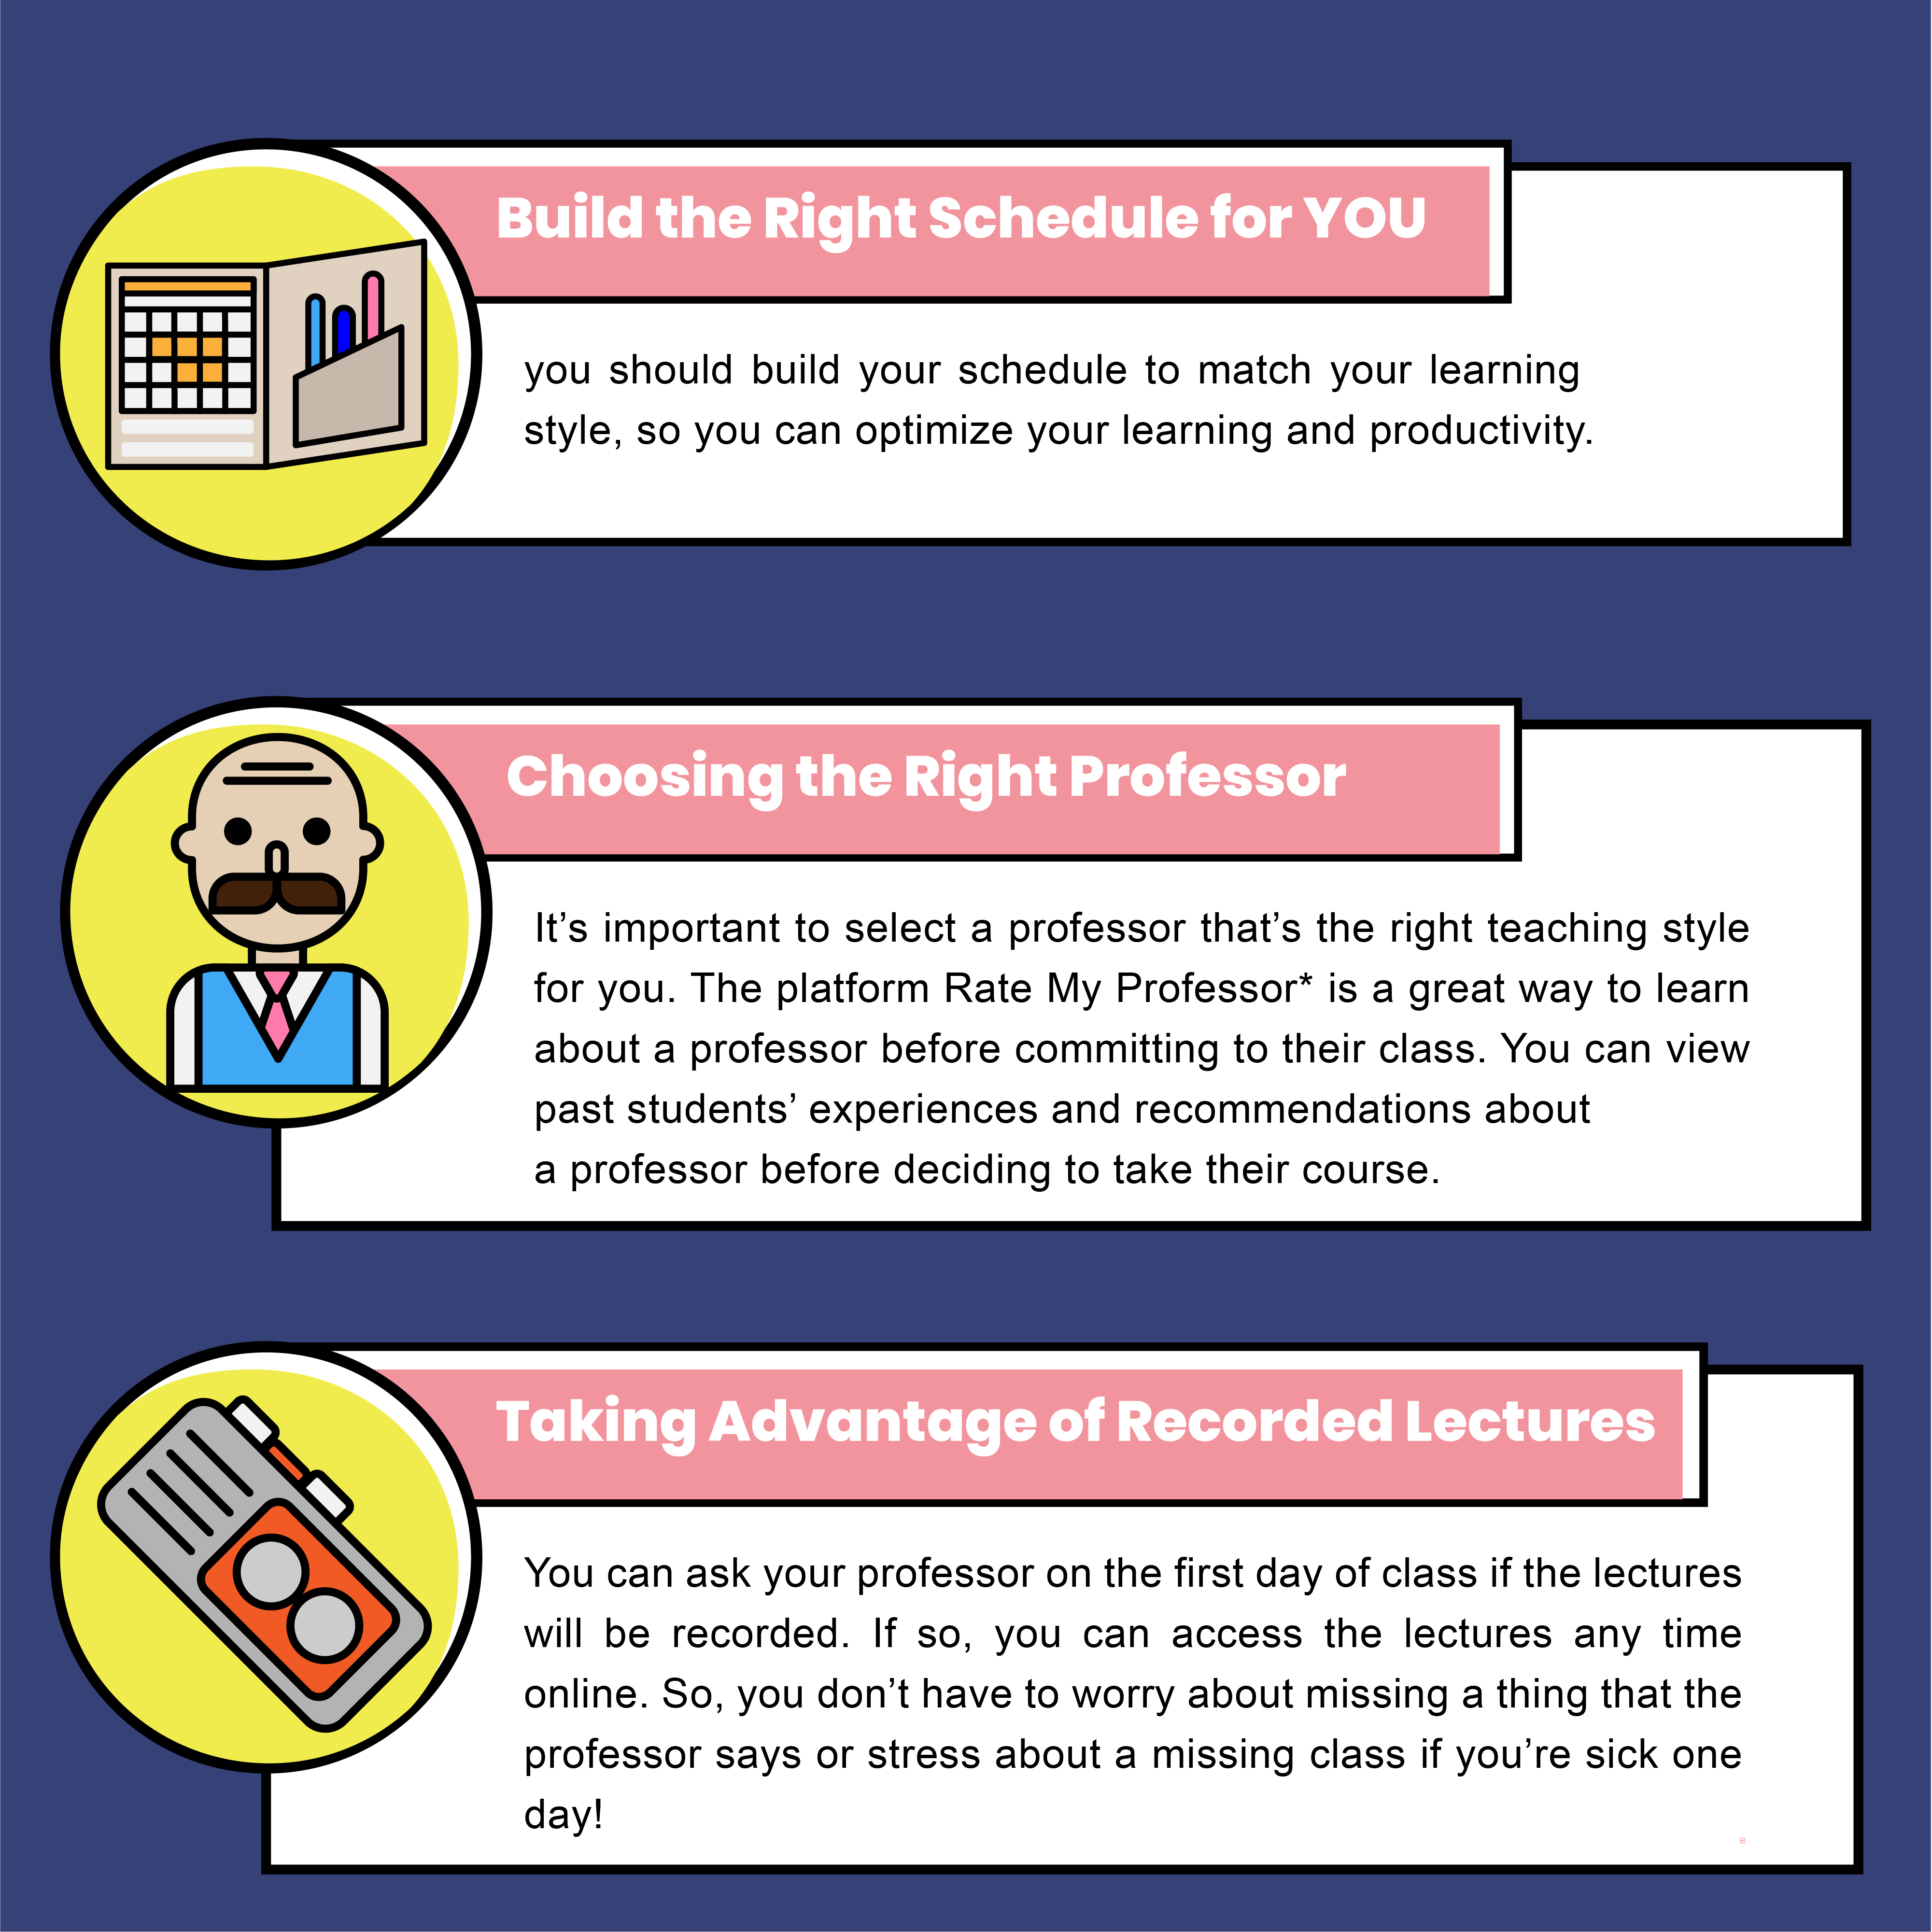 Build the Right Schedule for YOU
you should build your schedule to match your learning
style, so you can optimize your learning and productivity.
Choosing the Right Professor
It’s important to select a professor that’s the right teaching style
for you. The platform Rate My Professor* is a great way to learn
about a professor before committing to their class. You can view
past students’ experiences and recommendations about
a professor before deciding to take their course.
Taking Advantage of Recorded Lectures
You can ask your professor on the first day of class if the lectures
will be recorded. If so, you can access the lectures any time
online. So, you don’t have to worry about missing a thing that the
professor says or stress about a missing class if you’re sick one
day!